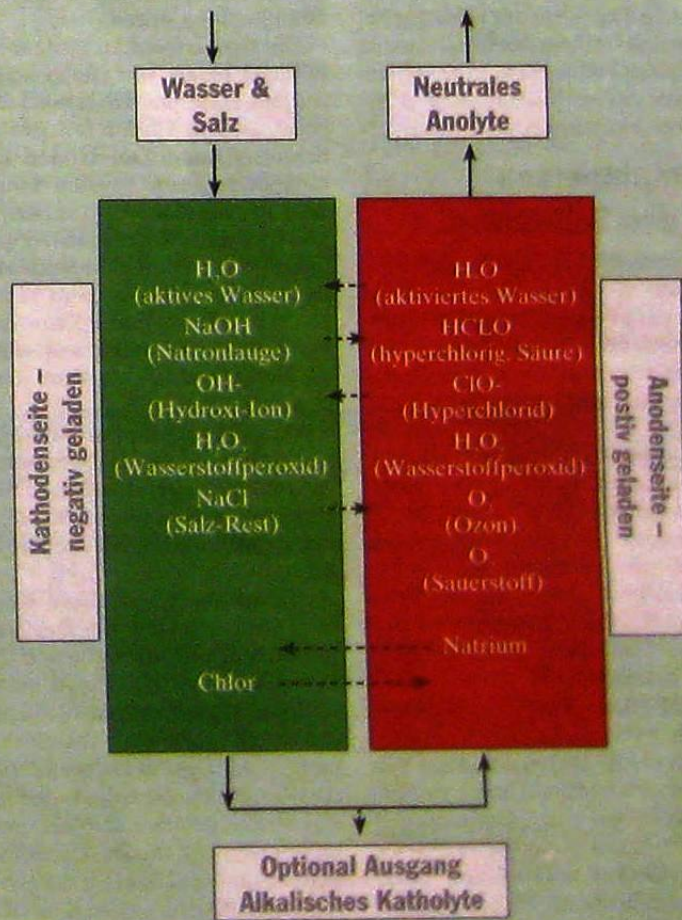 Wasser &
Salz
Neutrales
Anolyte
Kathodenseite –
negativ geladen
H₂O
(aktives Wasser)
NaOH
(Natronlauge)
OH-
(Hydroxi-Ion)
H₂O₂
(Wasserstoffperoxid)
NaCl
(Salz-Rest)
Chlor
H₂O
(aktiviertes Wasser)
HCLO
(hyperchlorig. Säure)
ClO-
(Hyperchlorid)
H₂O₂
(Wasserstoffperoxid)
O₃
(Ozon)
O₂
(Sauerstoff)
Natrium
Anodenseite –
postiv geladen
Optional Ausgang
Alkalisches Katholyte